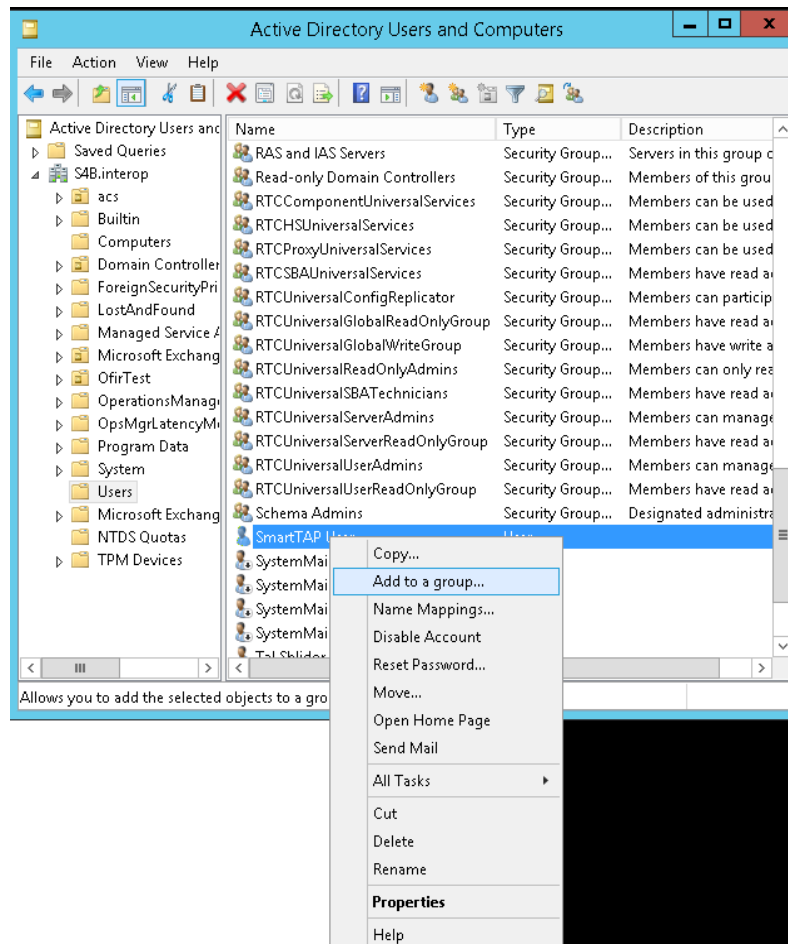 Active Directory Users and Computers
File Action View Help
Active Directory Users and
Saved Queries
S4B.interop
acs
Builtin
Computers
Domain Controller
ForeignSecurityPri
LostAndFound
Managed Service A
Microsoft Exchang
OfirTest
OperationsManage
OpsMgrLatencyMo
Program Data
System
Users
Microsoft Exchang
NTDS Quotas
TPM Devices
Name Type Description
RAS and IAS Servers Security Group... Servers in this group c
Read-only Domain Controllers Security Group... Members of this grou
RTCComponentUniversalServices Security Group... Members can be used
RTCHSUniversalServices Security Group... Members can be used
RTCProxyUniversalServices Security Group... Members can be used
RTCSBAUniversalServices Security Group... Members have read a
RTCUniversalConfigReplicator Security Group... Members can particip
RTCUniversalGlobalReadOnlyGroup Security Group... Members have read a
RTCUniversalGlobalWriteGroup Security Group... Members have write a
RTCUniversalReadOnlyAdmins Security Group... Members can only rea
RTCUniversalSBATechnicians Security Group... Members have read a
RTCUniversalServerAdmins Security Group... Members can manage
RTCUniversalServerReadOnlyGroup Security Group... Members have read a
RTCUniversalUserAdmins Security Group... Members can manage
RTCUniversalUserReadOnlyGroup Security Group... Members have read a
Schema Admins Security Group... Designated administra
SmartTAP User User
SystemMai
SystemMai
SystemMai
SystemMai
Tal Shlider
Copy...
Add to a group...
Name Mappings...
Disable Account
Reset Password...
Move...
Open Home Page
Send Mail
All Tasks
Cut
Delete
Rename
Properties
Help
Allows you to add the selected objects to a gro